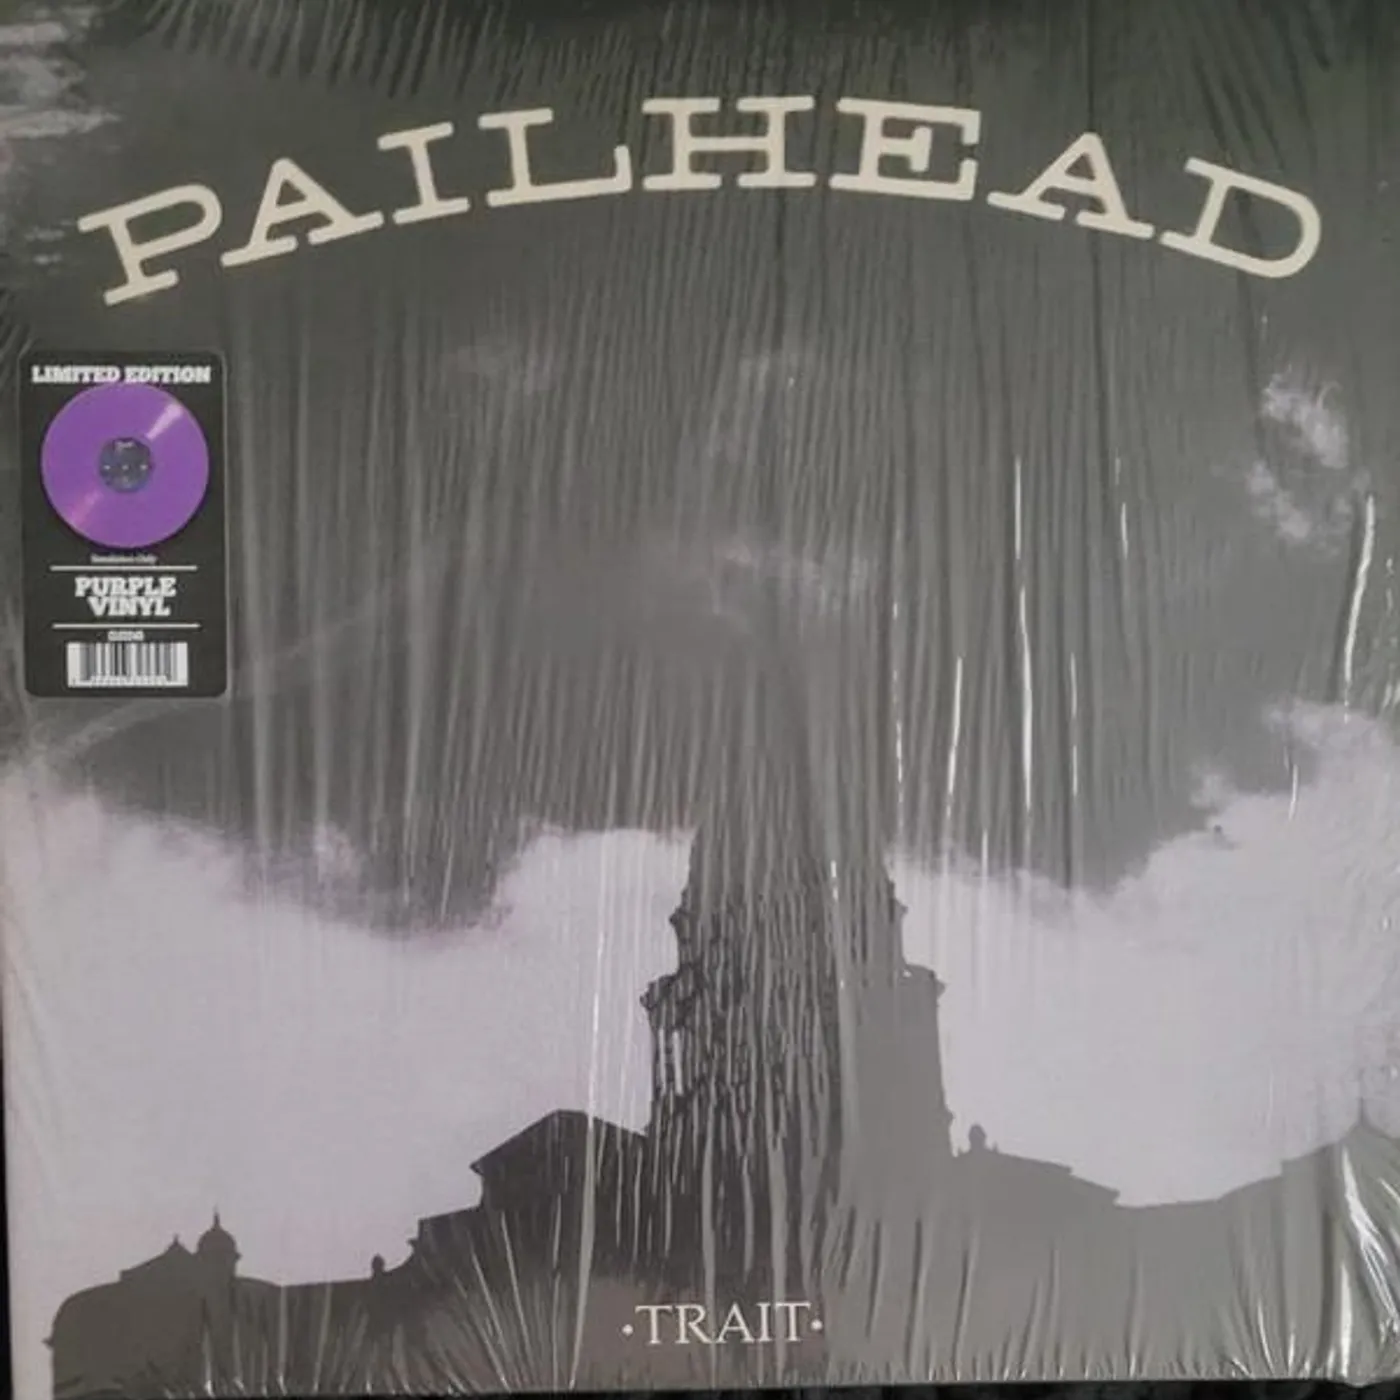 PAILHEAD
LIMITED EDITION
PURPLE
VINYL
·TRAIT·